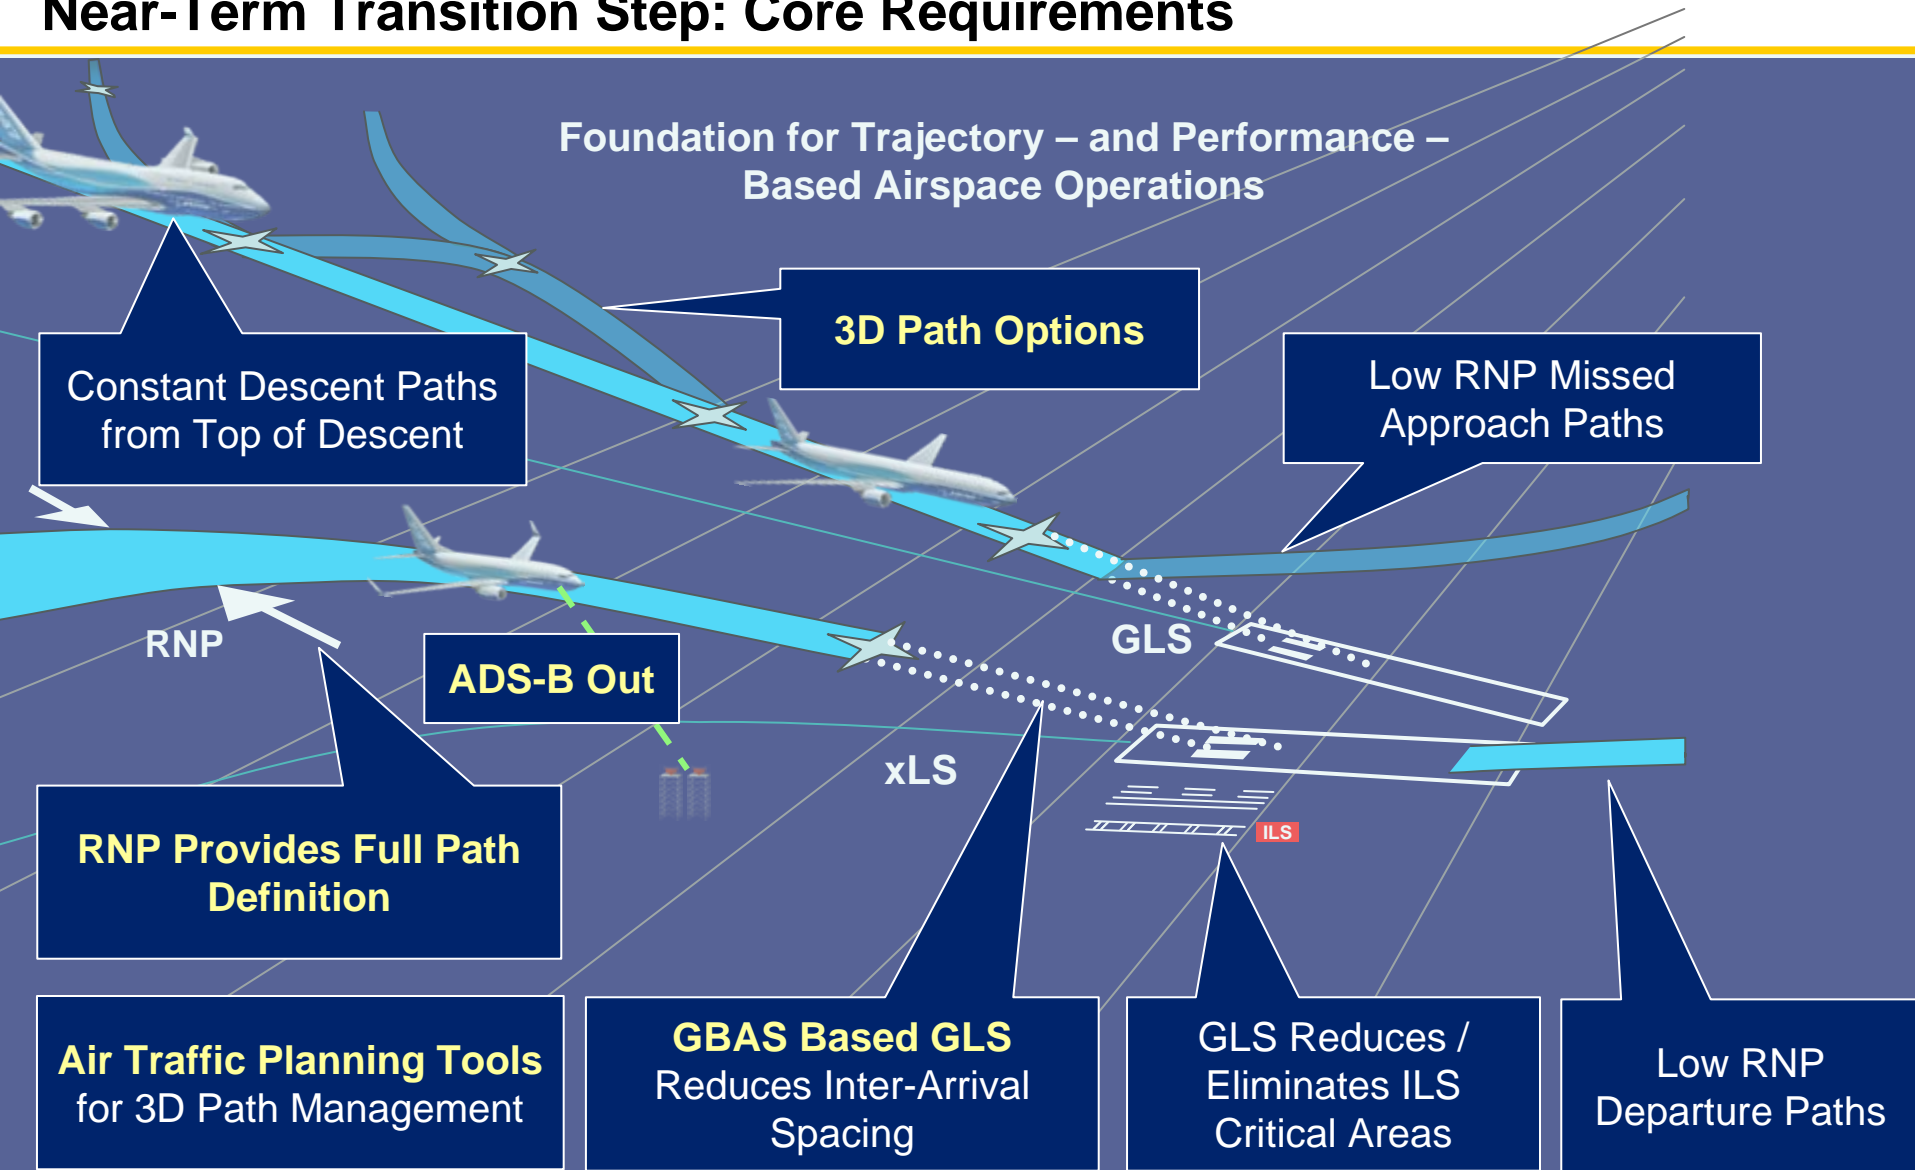 Near-Term Transition Step: Core Requirements
Foundation for Trajectory – and Performance –
Based Airspace Operations
3D Path Options
Constant Descent Paths
from Top of Descent
Low RNP Missed
Approach Paths
RNP
ADS-B Out
GLS
xLS
ILS
RNP Provides Full Path
Definition
Air Traffic Planning Tools
for 3D Path Management
GBAS Based GLS
Reduces Inter-Arrival
Spacing
GLS Reduces /
Eliminates ILS
Critical Areas
Low RNP
Departure Paths